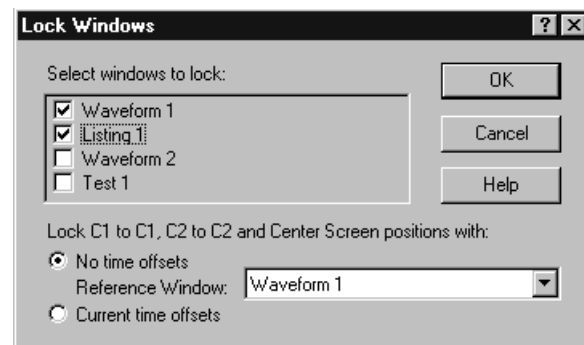 Lock Windows
Select windows to lock:
Waveform 1
Listing 1
Waveform 2
Test 1
OK
Cancel
Help
Lock C1 to C1, C2 to C2 and Center Screen positions with:
No time offsets
Reference Window: Waveform 1
Current time offsets